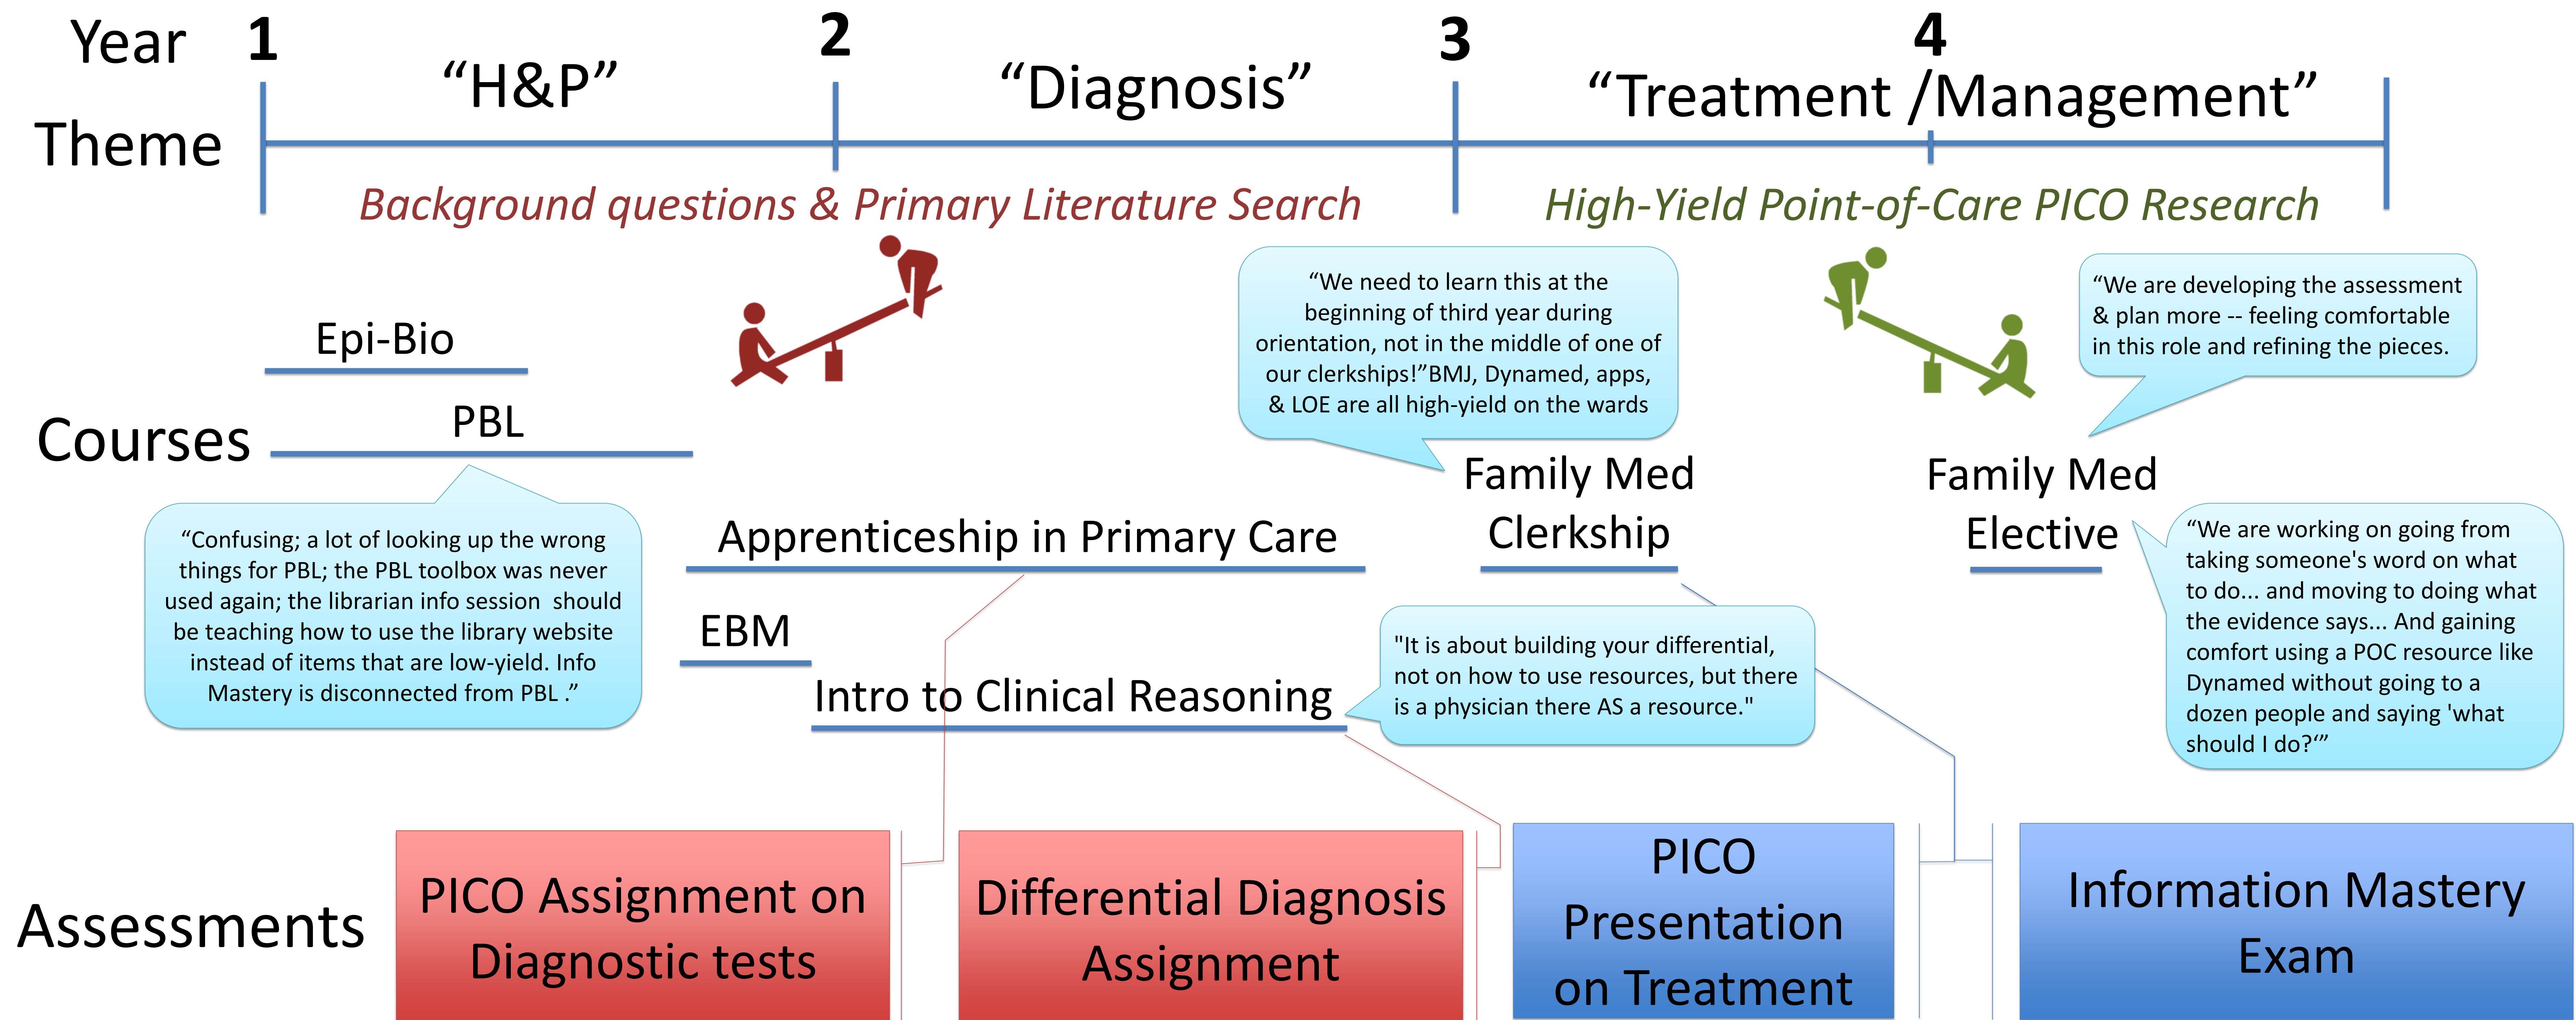 Year 1 2 3 4
Theme “H&P” “Diagnosis” “Treatment /Management”
Background questions & Primary Literature Search
High-Yield Point-of-Care PICO Research
Courses
Epi-Bio
PBL
“Confusing; a lot of looking up the wrong
things for PBL; the PBL toolbox was never
used again; the librarian info session should
be teaching how to use the library website
instead of items that are low-yield. Info
Mastery is disconnected from PBL .”
Apprenticeship in Primary Care
EBM
Intro to Clinical Reasoning
"It is about building your differential,
not on how to use resources, but there
is a physician there AS a resource."
“We need to learn this at the
beginning of third year during
orientation, not in the middle of one of
our clerkships!”BMJ, Dynamed, apps,
& LOE are all high-yield on the wards
Family Med
Clerkship
“We are developing the assessment
& plan more -- feeling comfortable
in this role and refining the pieces.
Family Med
Elective
“We are working on going from
taking someone's word on what
to do... and moving to doing what
the evidence says... And gaining
comfort using a POC resource like
Dynamed without going to a
dozen people and saying 'what
should I do?‘”
Assessments
PICO Assignment on
Diagnostic tests
Differential Diagnosis
Assignment
PICO
Presentation
on Treatment
Information Mastery
Exam